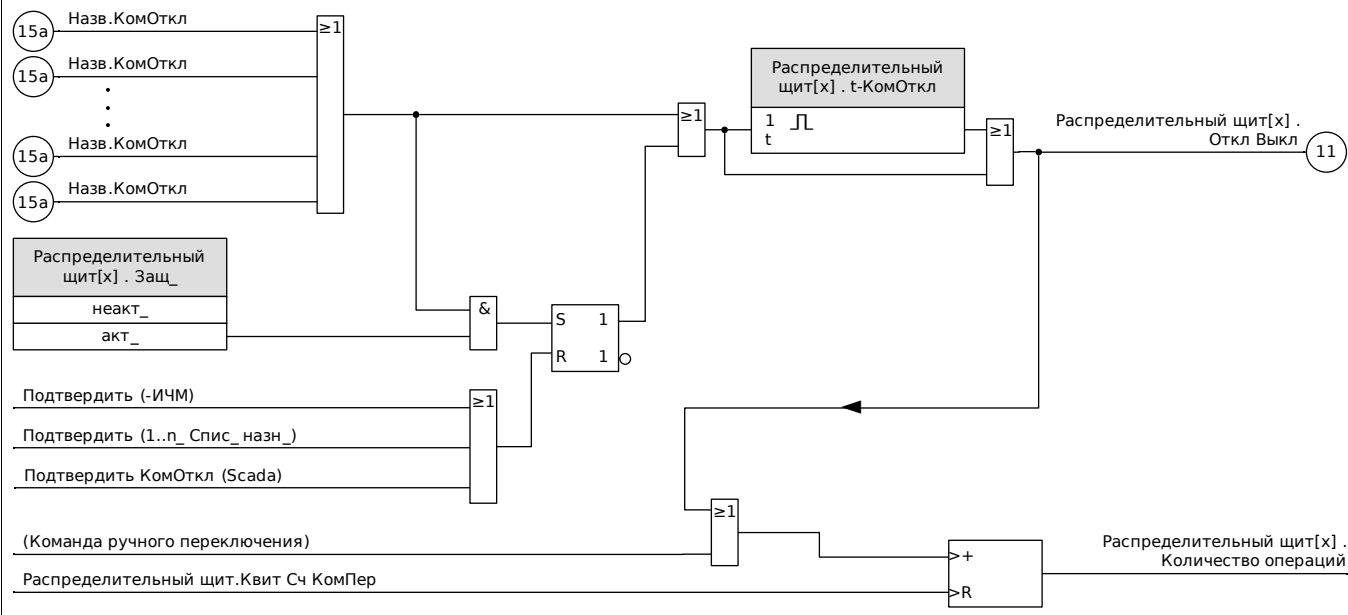 15a
Назв.КомОткл
≥1
15a
Назв.КомОткл
15a
Назв.КомОткл
15a
Назв.КомОткл
≥1
Распределительный
щит[x] . t-КомОткл
1
t
≥1
Распределительный щит[x] .
Откл Выкл
11
Распределительный
щит[x] . Защ_
неакт_
акт_
&
S 1
R 1
Подтвердить (-ИЧМ)
≥1
Подтвердить (1..n_ Спис_ назн_)
Подтвердить КомОткл (Scada)
≥1
(Команда ручного переключения)
Распределительный щит.Квит Сч КомПер
>+
>R
Распределительный щит[x] .
Количество операций